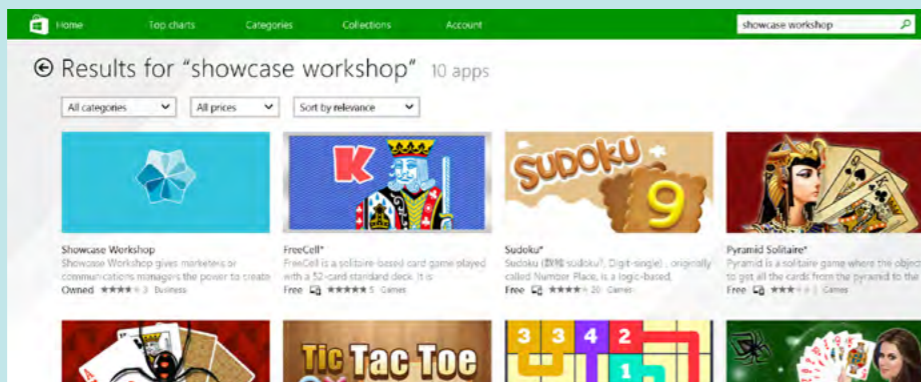 Home Top charts Categories Collections Account showcase workshop
Results for "showcase workshop" 10 apps
All categories All prices Sort by relevance
K
SUDOKU
9
Showcase Workshop
Showcase Workshop gives marketers or
communications managers the power to create
Owned 3 Business
FreeCell*
FreeCell is a solitaire-based card game played
with a 52-card standard deck. It is
Free 5 Games
Sudoku*
Sudoku (数独 sūdoku?, Digit-single) , originally
called Number Place, is a logic-based,
Free 20 Games
Pyramid Solitaire*
Pyramid is a solitaire game where the object
to get all the cards from the pyramid to the
Free Games
Tic Tac Toe
3 3 4 2
1